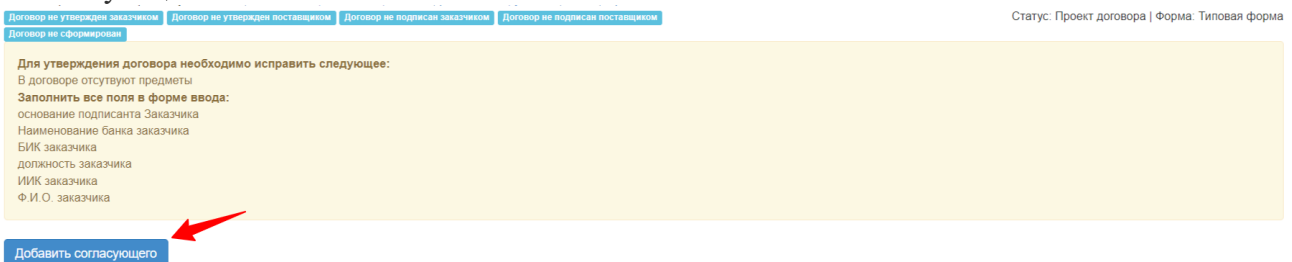 Договор не утвержден заказчиком Договор не утвержден поставщиком Договор не подписан заказчиком Договор не подписан поставщиком Статус: Проект договора | Форма: Типовая форма
Договор не сформирован
Для утверждения договора необходимо исправить следующее:
В договоре отсутвуют предметы
Заполнить все поля в форме ввода:
основание подписанта Заказчика
Наименование банка заказчика
БИК заказчика
должность заказчика
ИИК заказчика
Ф.И.О. заказчика
Добавить согласующего